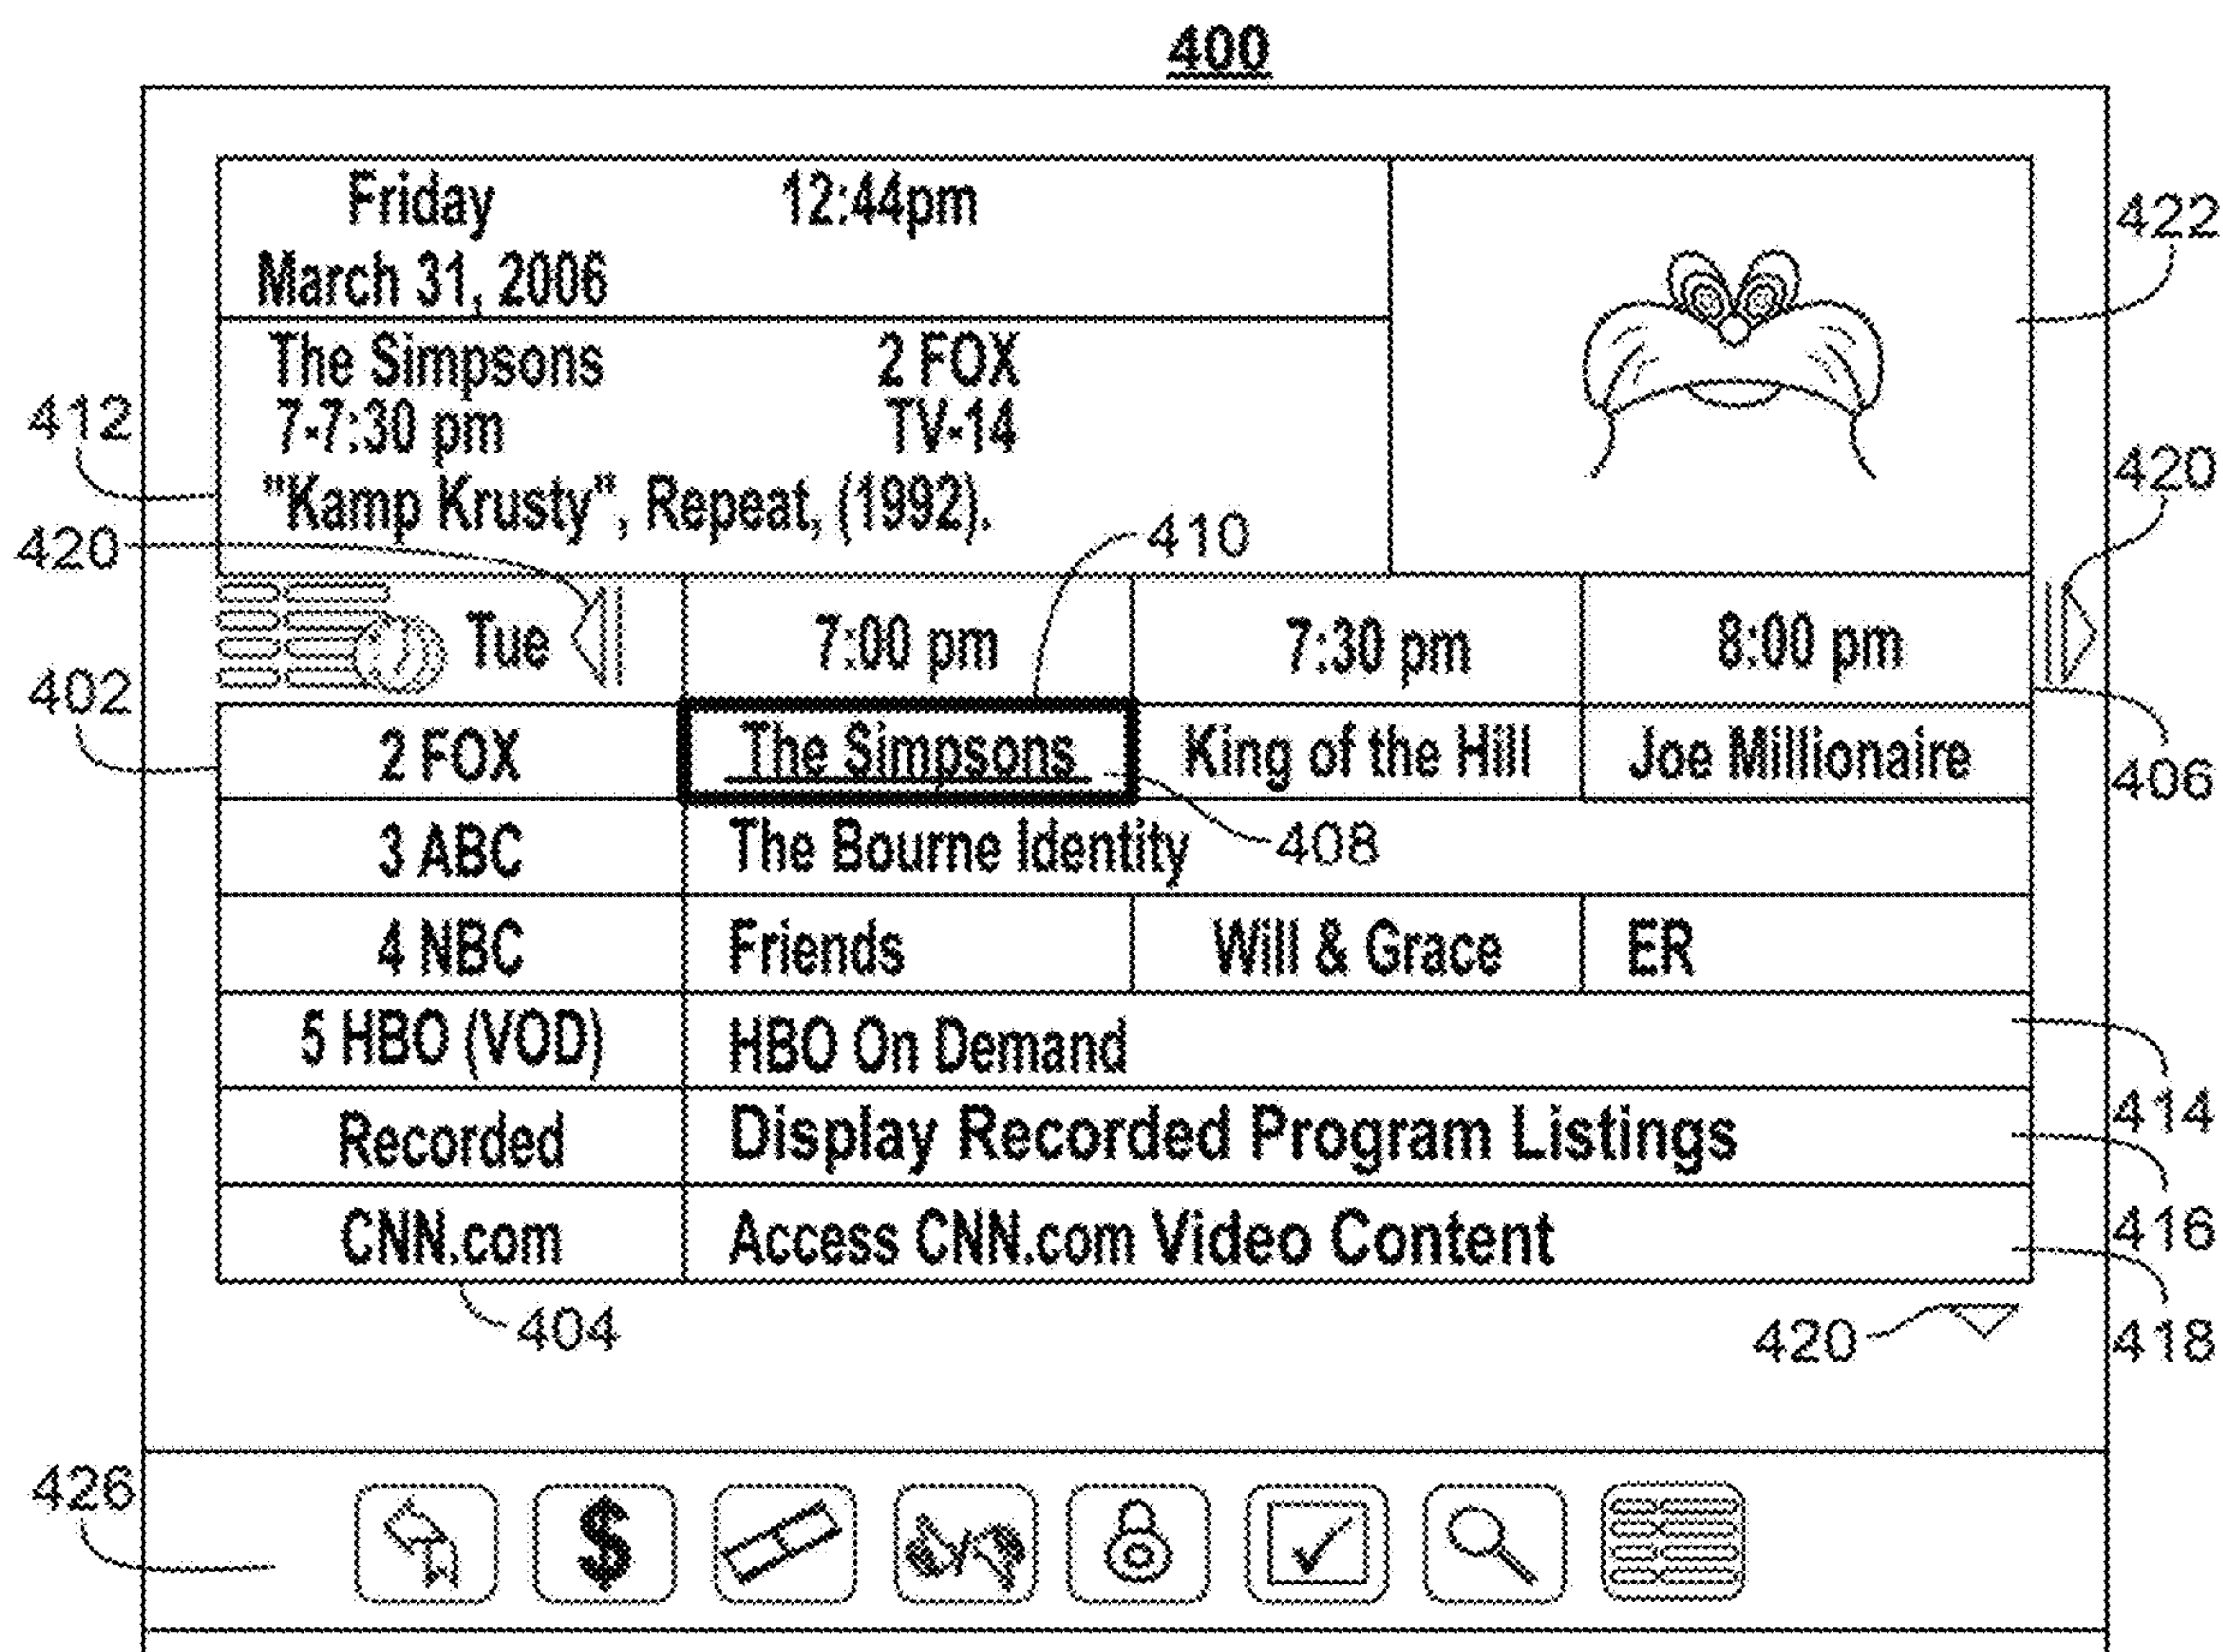 400
Friday 12:44pm
March 31, 2006
422
The Simpsons 2 FOX
412
7-7:30 pm TV-14
420
"Kamp Krusty", Repeat, (1992).
420 410
Tue 7:00 pm 7:30 pm 8:00 pm
402
2 FOX The Simpsons King of the Hill Joe Millionaire
406
3 ABC The Bourne Identity 408
4 NBC Friends Will & Grace ER
5 HBO (VOD) HBO On Demand
414
Recorded Display Recorded Program Listings
416
CNN.com Access CNN.com Video Content
404 420 418
426
$